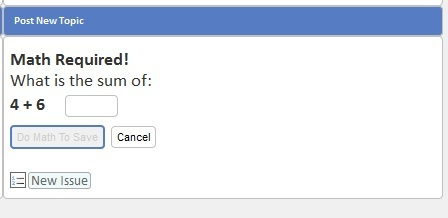 Post New Topic
Math Required!
What is the sum of:
4 + 6
Do Math To Save Cancel
New Issue